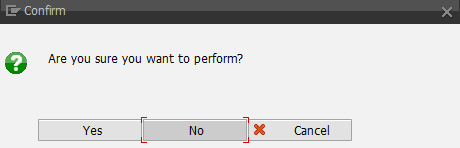 Confirm
Are you sure you want to perform?
Yes
No
Cancel